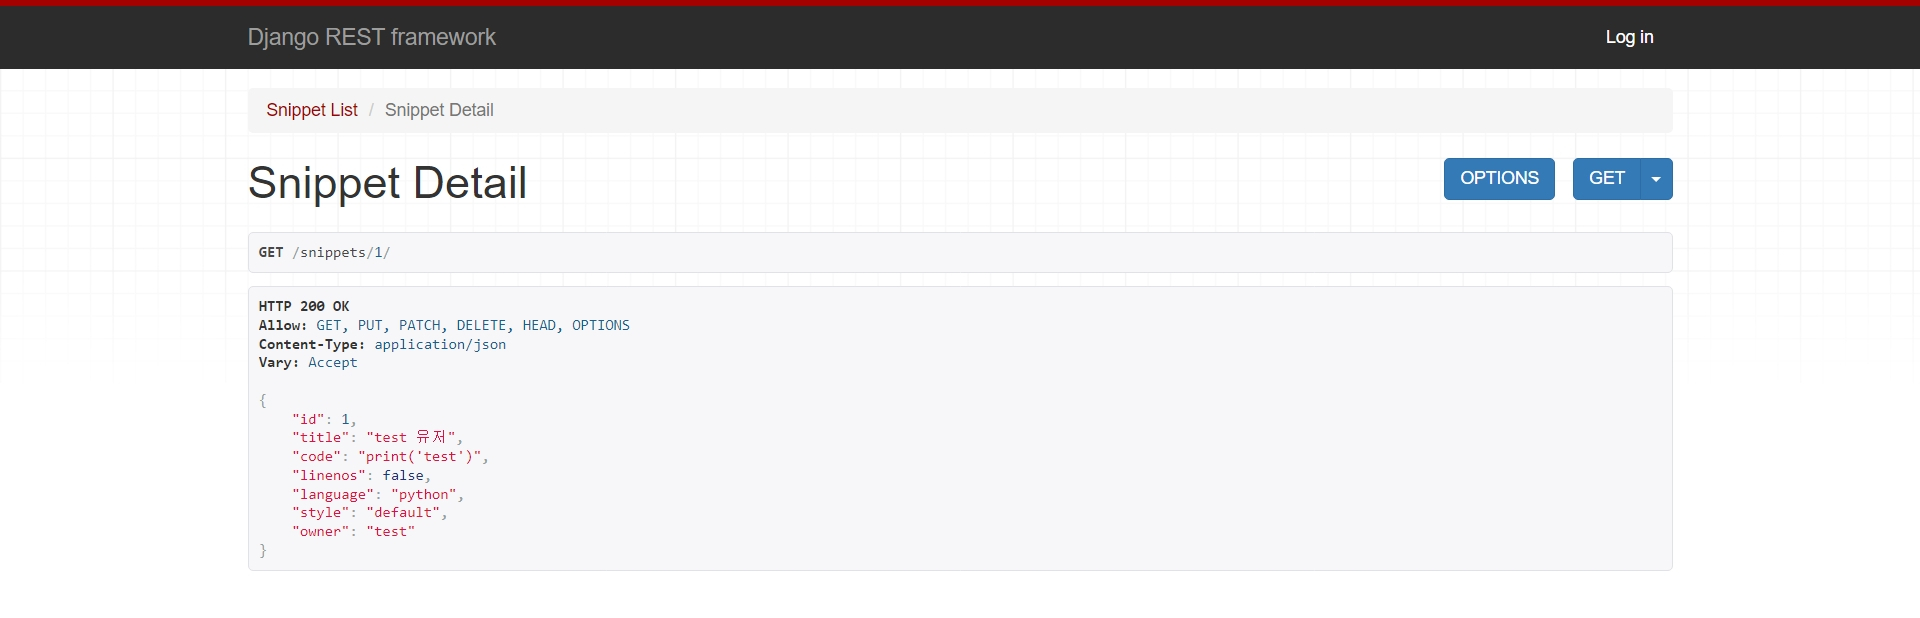 Django REST framework
Log in
Snippet List / Snippet Detail
Snippet Detail
OPTIONS
GET
GET /snippets/1/
HTTP 200 OK
Allow: GET, PUT, PATCH, DELETE, HEAD, OPTIONS
Content-Type: application/json
Vary: Accept
{
    "id": 1,
    "title": "test 유저",
    "code": "print('test')",
    "linenos": false,
    "language": "python",
    "style": "default",
    "owner": "test"
}